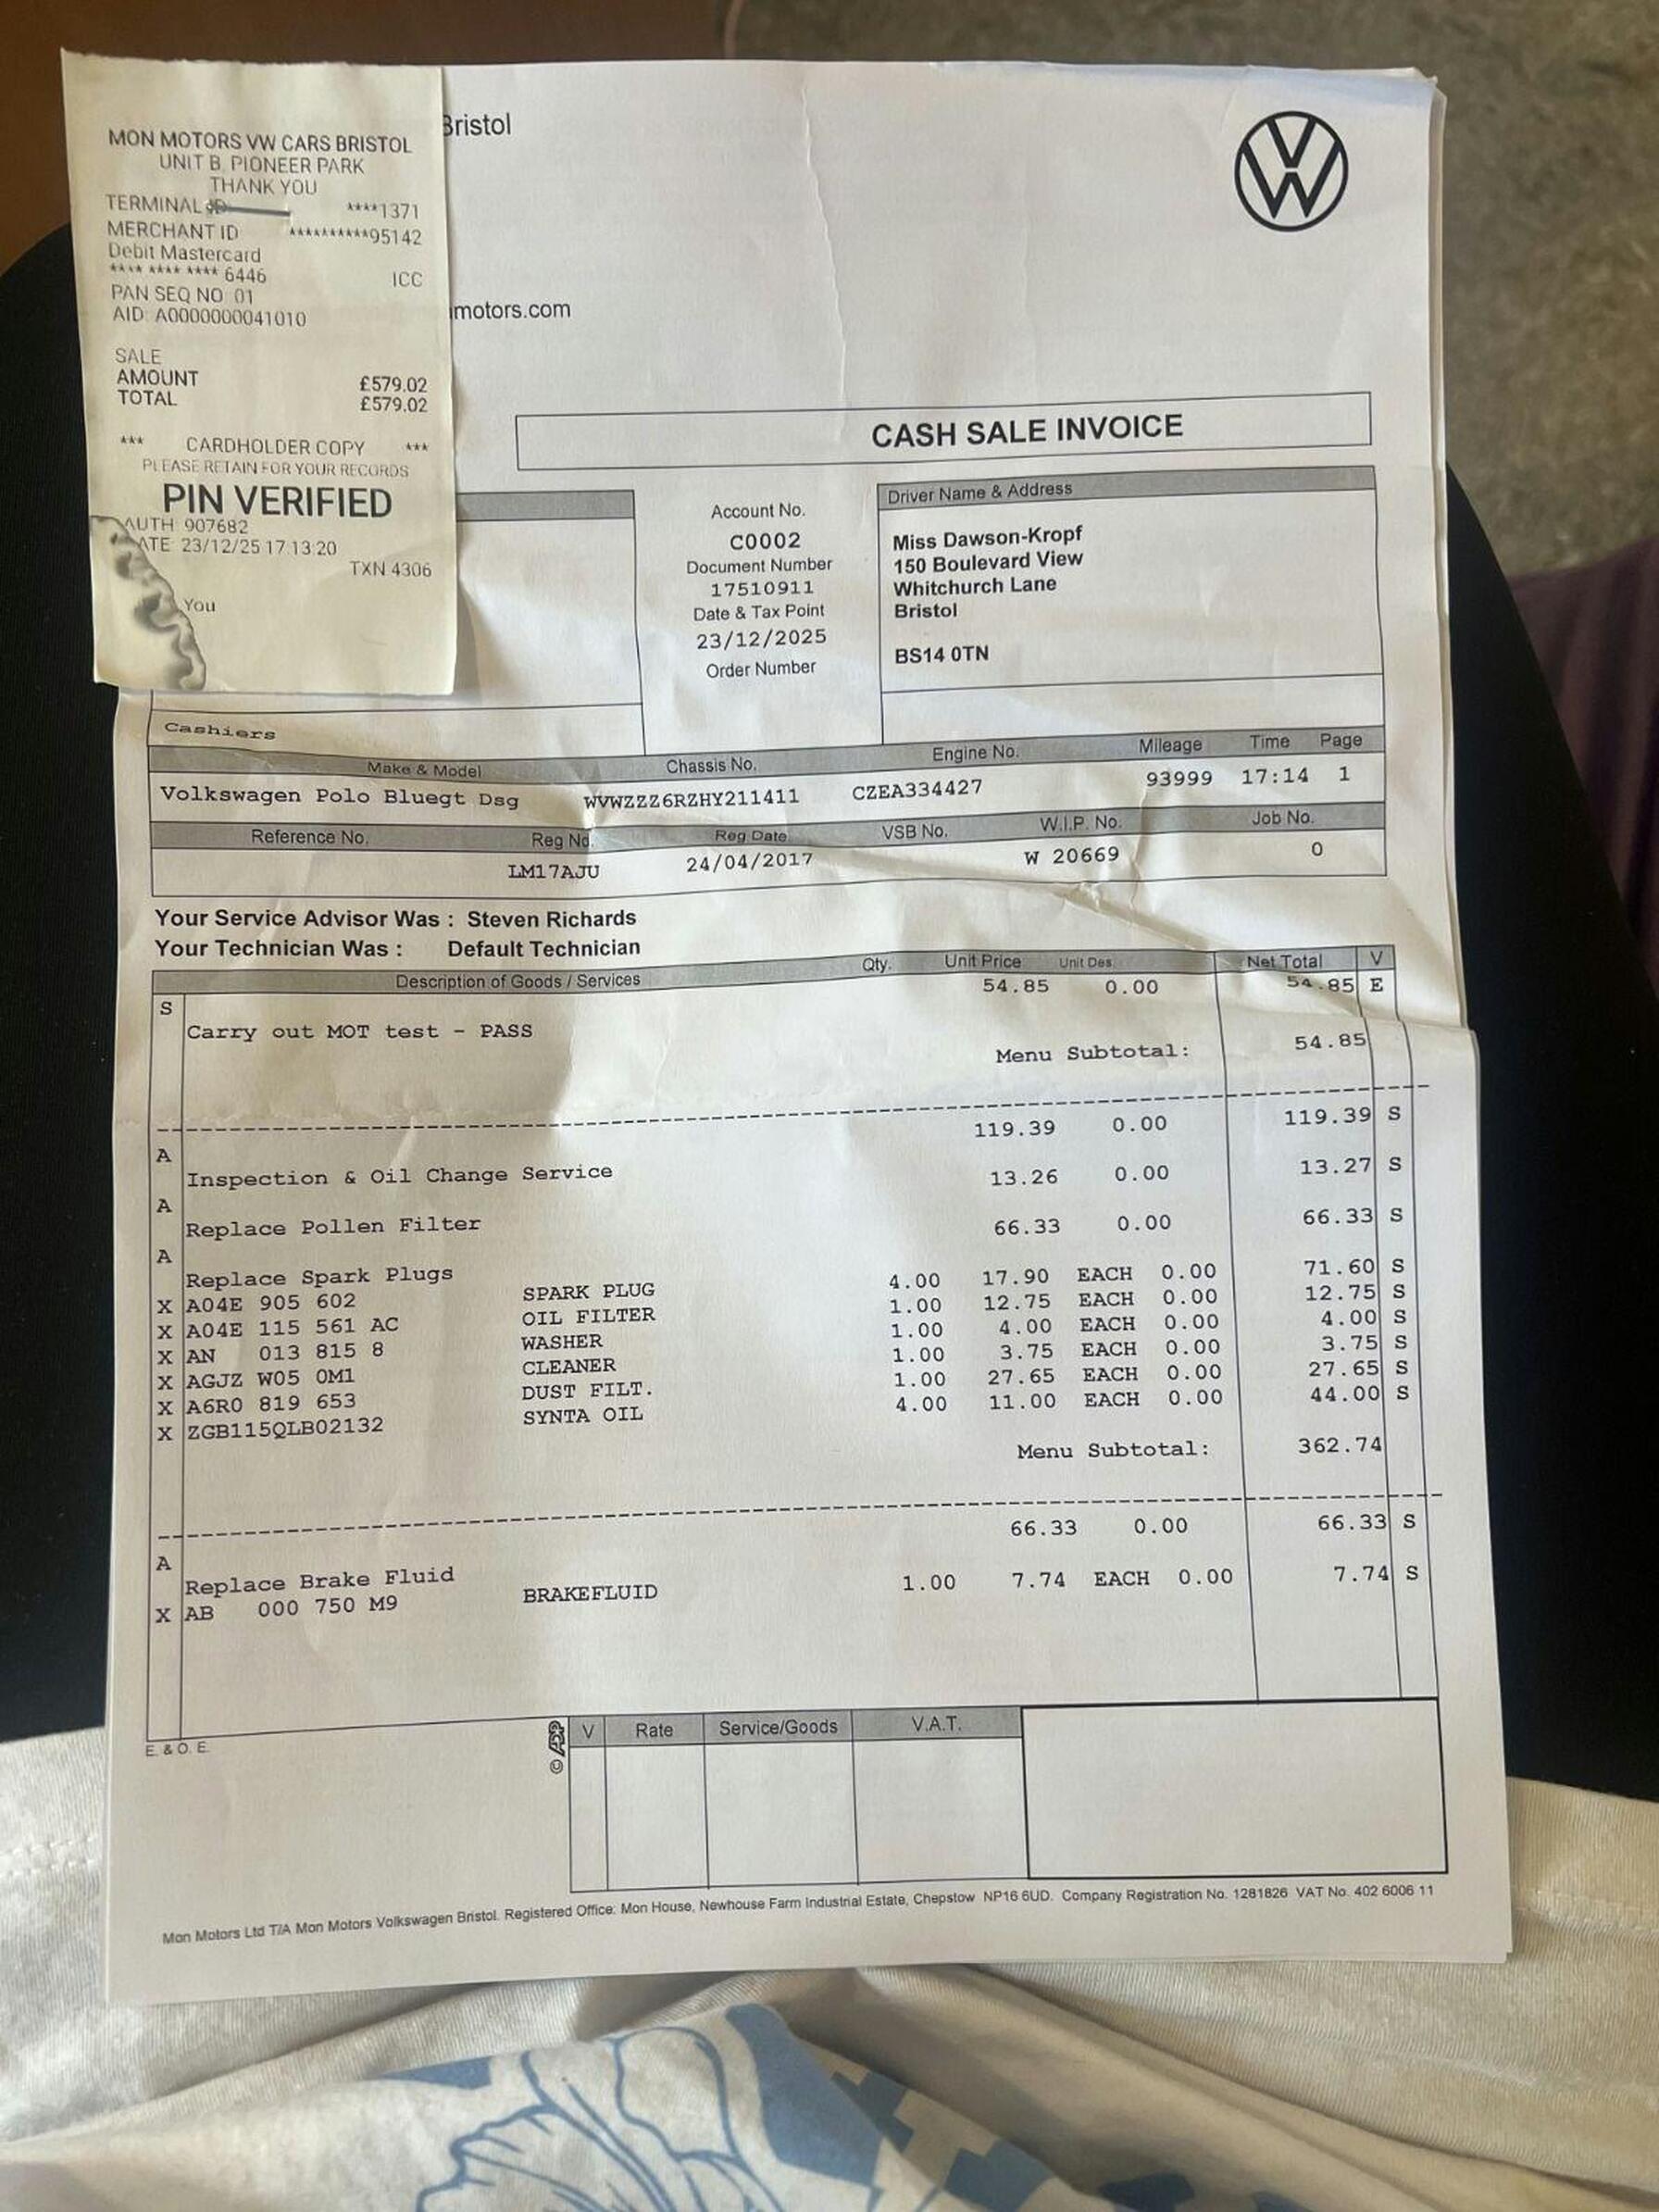 MON MOTORS VW CARS BRISTOL
UNIT B, PIONEER PARK
THANK YOU
TERMINAL ID ****1371
MERCHANT ID **********95142
Debit Mastercard
**** **** **** 6446 ICC
PAN SEQ NO: 01
AID: A0000000041010
SALE
AMOUNT £579.02
TOTAL £579.02
*** CARDHOLDER COPY ***
PLEASE RETAIN FOR YOUR RECORDS
PIN VERIFIED
AUTH: 907682
ATE: 23/12/25 17:13:20
TXN 4306
You
Bristol
motors.com
CASH SALE INVOICE
Account No.
C0002
Document Number
17510911
Date & Tax Point
23/12/2025
Order Number
Driver Name & Address
Miss Dawson-Kropf
150 Boulevard View
Whitchurch Lane
Bristol
BS14 0TN
Cashiers
Make & Model Chassis No. Engine No. Mileage Time Page
Volkswagen Polo Bluegt Dsg WVWZZZ6RZHY211411 CZEA334427 93999 17:14 1
Reference No. Reg No. Reg Date VSB No. W.I.P. No. Job No.
LM17AJU 24/04/2017 W 20669 0
Your Service Advisor Was : Steven Richards
Your Technician Was : Default Technician
Description of Goods / Services Qty. Unit Price Unit Des. Net Total V
S 54.85 0.00 54.85 E
Carry out MOT test - PASS
Menu Subtotal: 54.85
A 119.39 0.00 119.39 S
Inspection & Oil Change Service
A 13.26 0.00 13.27 S
Replace Pollen Filter
A 66.33 0.00 66.33 S
Replace Spark Plugs
X A04E 905 602 SPARK PLUG 4.00 17.90 EACH 0.00 71.60 S
X A04E 115 561 AC OIL FILTER 1.00 12.75 EACH 0.00 12.75 S
X AN 013 815 8 WASHER 1.00 4.00 EACH 0.00 4.00 S
X AGJZ W05 0M1 CLEANER 1.00 3.75 EACH 0.00 3.75 S
X A6R0 819 653 DUST FILT. 1.00 27.65 EACH 0.00 27.65 S
X ZGB115QLB02132 SYNTA OIL 4.00 11.00 EACH 0.00 44.00 S
Menu Subtotal: 362.74
A 66.33 0.00 66.33 S
Replace Brake Fluid
X AB 000 750 M9 BRAKEFLUID 1.00 7.74 EACH 0.00 7.74 S
E. & O. E.
© ADP
V Rate Service/Goods V.A.T.
Mon Motors Ltd T/A Mon Motors Volkswagen Bristol. Registered Office: Mon House, Newhouse Farm Industrial Estate, Chepstow NP16 6UD. Company Registration No. 1281826 VAT No. 402 6006 11